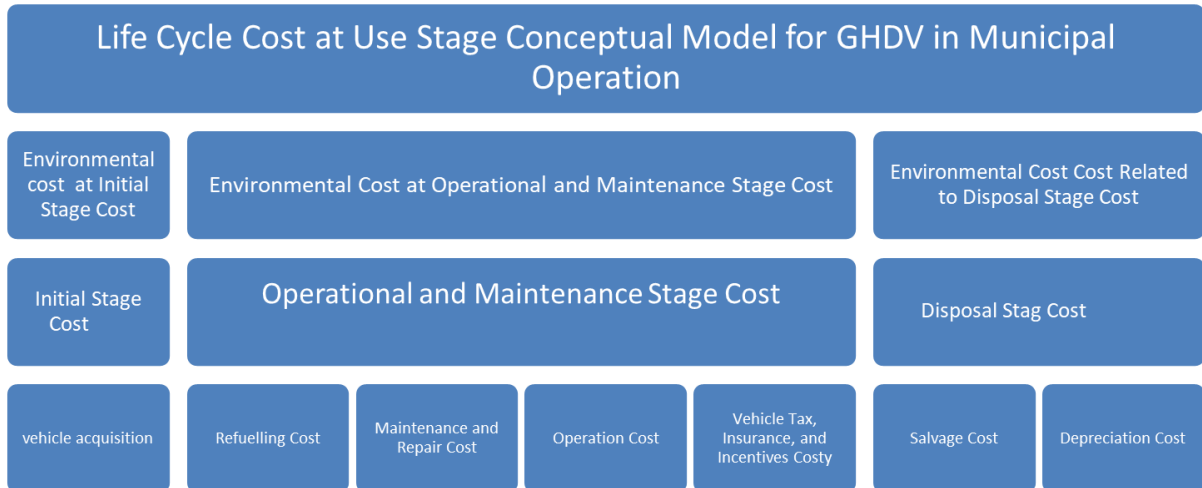 Life Cycle Cost at Use Stage Conceptual Model for GHDV in Municipal
Operation
Environmental
cost at Initial
Stage Cost
Environmental Cost at Operational and Maintenance Stage Cost
Environmental Cost Cost Related
to Disposal Stage Cost
Initial Stage
Cost
Operational and Maintenance Stage Cost
Disposal Stag Cost
vehicle acquisition
Refuelling Cost
Maintenance and
Repair Cost
Operation Cost
Vehicle Tax,
Insurance, and
Incentives Costy
Salvage Cost
Depreciation Cost